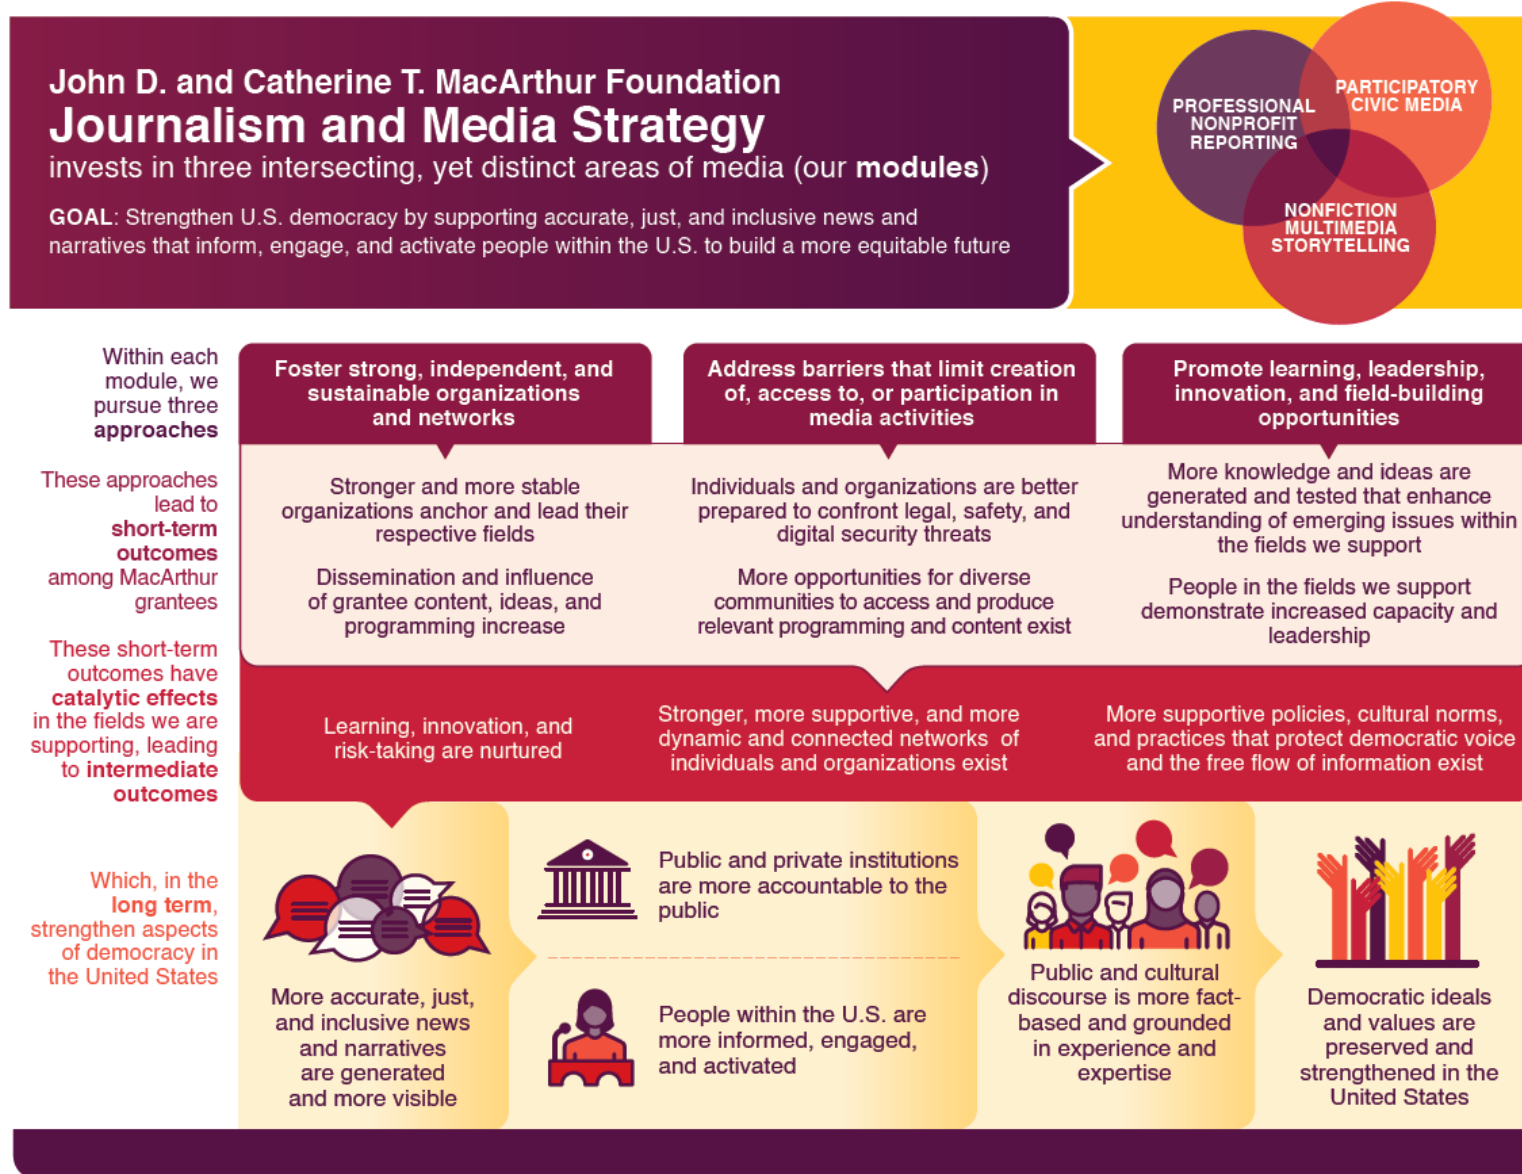 John D. and Catherine T. MacArthur Foundation
Journalism and Media Strategy
invests in three intersecting, yet distinct areas of media (our modules)
GOAL: Strengthen U.S. democracy by supporting accurate, just, and inclusive news and
narratives that inform, engage, and activate people within the U.S. to build a more equitable future
PROFESSIONAL
NONPROFIT
REPORTING
PARTICIPATORY
CIVIC MEDIA
NONFICTION
MULTIMEDIA
STORYTELLING
Within each
module, we
pursue three
approaches
Foster strong, independent, and
sustainable organizations
and networks
Address barriers that limit creation
of, access to, or participation in
media activities
Promote learning, leadership,
innovation, and field-building
opportunities
These approaches
lead to
short-term
outcomes
among MacArthur
grantees
Stronger and more stable
organizations anchor and lead their
respective fields
Dissemination and influence
of grantee content, ideas, and
programming increase
Individuals and organizations are better
prepared to confront legal, safety, and
digital security threats
More opportunities for diverse
communities to access and produce
relevant programming and content exist
More knowledge and ideas are
generated and tested that enhance
understanding of emerging issues within
the fields we support
People in the fields we support
demonstrate increased capacity and
leadership
These short-term
outcomes have
catalytic effects
in the fields we are
supporting, leading
to intermediate
outcomes
Learning, innovation, and
risk-taking are nurtured
Stronger, more supportive, and more
dynamic and connected networks of
individuals and organizations exist
More supportive policies, cultural norms,
and practices that protect democratic voice
and the free flow of information exist
Which, in the
long term,
strengthen aspects
of democracy in
the United States
More accurate, just,
and inclusive news
and narratives
are generated
and more visible
Public and private institutions
are more accountable to the
public
People within the U.S. are
more informed, engaged,
and activated
Public and cultural
discourse is more fact-
based and grounded
in experience and
expertise
Democratic ideals
and values are
preserved and
strengthened in the
United States